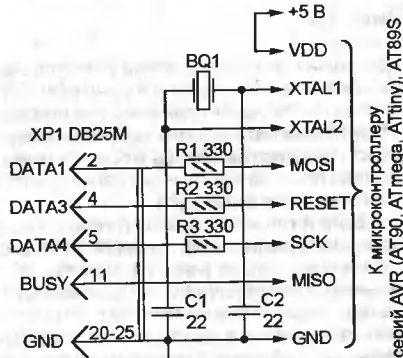 +5 В
VDD
BQ1
XTAL1
XP1 DB25M
XTAL2
DATA1 2 R1 330 MOSI
DATA3 4 R2 330 RESET
DATA4 5 R3 330 SCK
BUSY 11 MISO
C1 22
C2 22
GND 20-25 GND
К микроконтроллеру
серий AVR (AT90, ATmega, ATtiny), AT89S